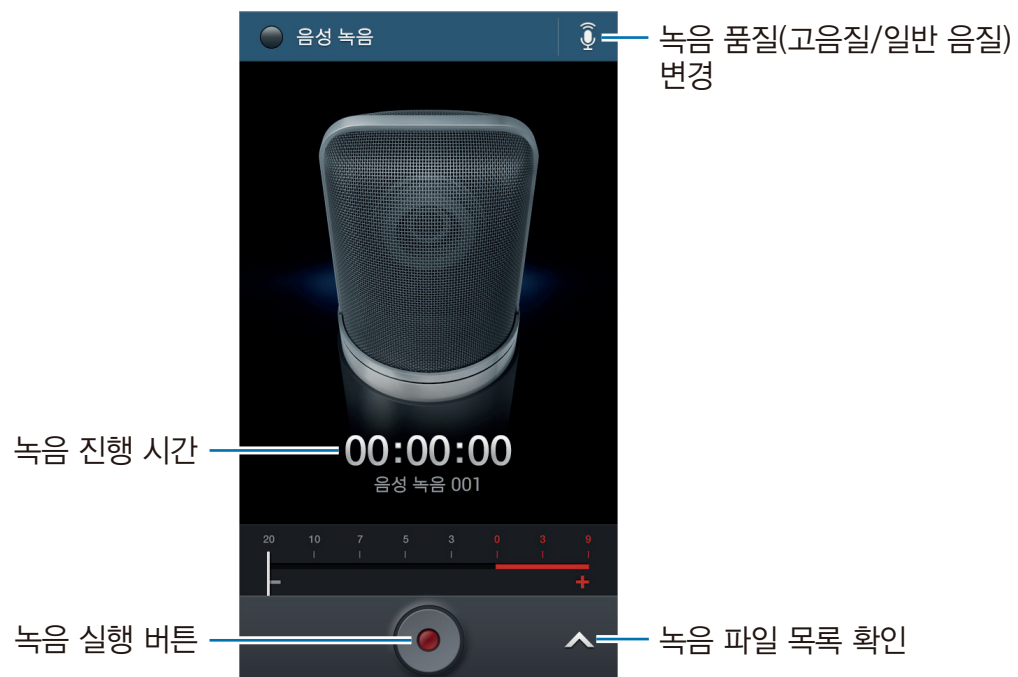 음성 녹음
녹음 품질(고음질/일반 음질)
변경
녹음 진행 시간
00:00:00
음성 녹음 001
20 10 7 5 3 0 3 9
- +
녹음 실행 버튼
녹음 파일 목록 확인